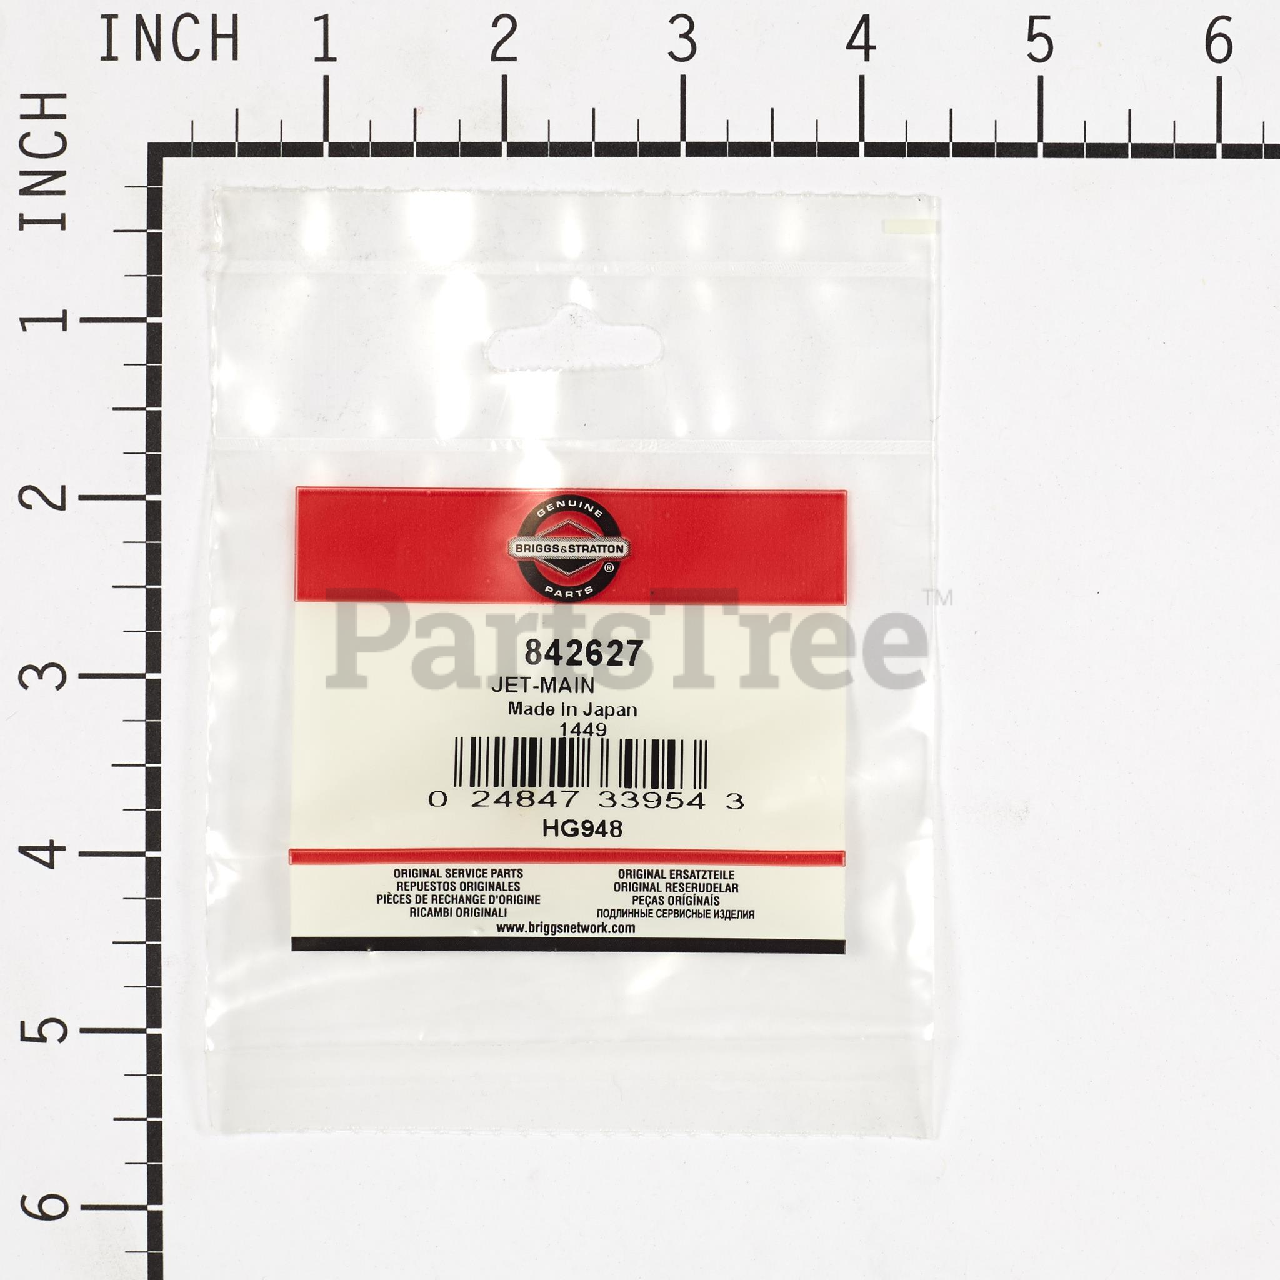 INCH 1 2 3 4 5 6
INCH
1
2
3
4
5
6
GENUINE
BRIGGS&STRATTON
®
PARTS
PartsTree™
842627
JET-MAIN
Made In Japan
1449
0 24847 33954 3
HG948
ORIGINAL SERVICE PARTS
REPUESTOS ORIGINALES
PIÈCES DE RECHANGE D'ORIGINE
RICAMBI ORIGINALI
ORIGINAL ERSATZTEILE
ORIGINAL RESERUDELAR
PEÇAS ORIGÍNAÍS
ПОДЛИННЫЕ СЕРВИСНЫЕ ИЗДЕЛИЯ
www.briggsnetwork.com